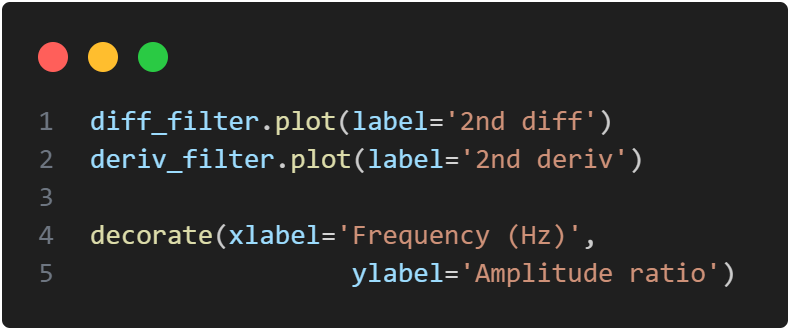 1 diff_filter.plot(label='2nd diff')
2 deriv_filter.plot(label='2nd deriv')
3
4 decorate(xlabel='Frequency (Hz)',
5                  ylabel='Amplitude ratio')